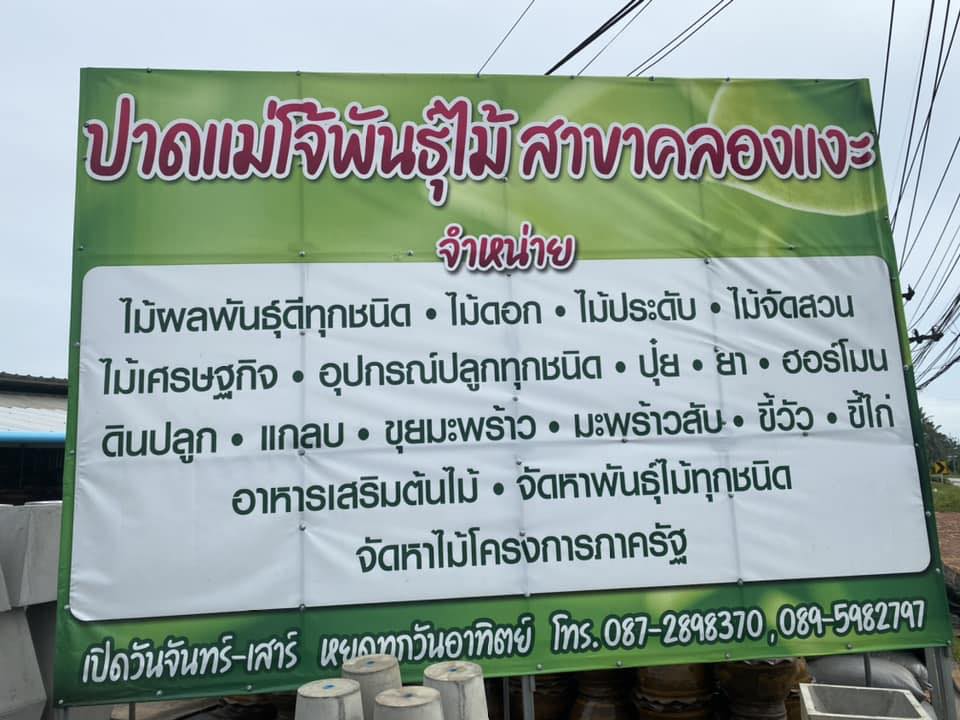 ปาดแม่โจ้พันธุ์ไม้ สาขาคลองแงะ
จำหน่าย
ไม้ผลพันธุ์ดีทุกชนิด • ไม้ดอก • ไม้ประดับ • ไม้จัดสวน
ไม้เศรษฐกิจ • อุปกรณ์ปลูกทุกชนิด • ปุ๋ย • ยา • ฮอร์โมน
ดินปลูก • แกลบ • ขุยมะพร้าว • มะพร้าวสับ • ขี้วัว • ขี้ไก่
อาหารเสริมต้นไม้ • จัดหาพันธุ์ไม้ทุกชนิด
จัดหาไม้โครงการภาครัฐ
เปิดวันจันทร์-เสาร์ หยุดทุกวันอาทิตย์ โทร. 087-2898370 , 089-5982797